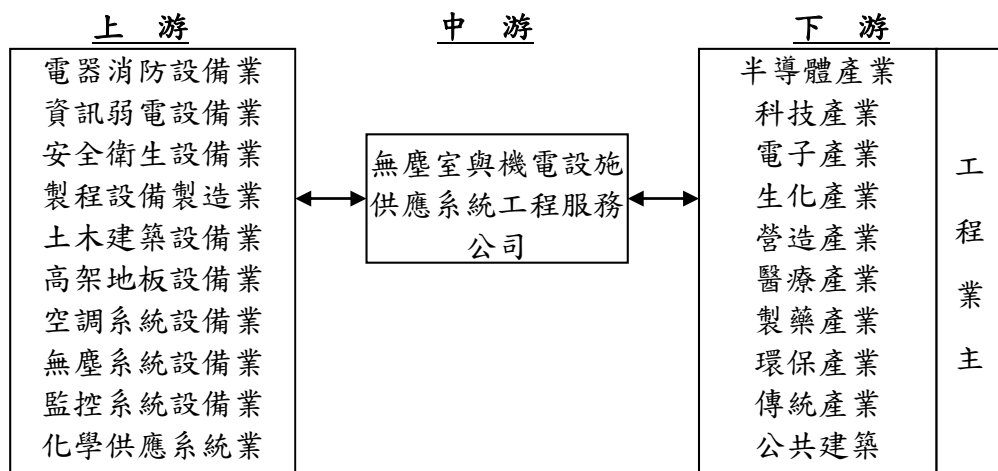 上 游
電器消防設備業
資訊弱電設備業
安全衛生設備業
製程設備製造業
土木建築設備業
高架地板設備業
空調系統設備業
無塵系統設備業
監控系統設備業
化學供應系統業
中 游
無塵室與機電設施
供應系統工程服務
公司
下 游
半導體產業
科技產業
電子產業
生化產業
營造產業
醫療產業
製藥產業
環保產業
傳統產業
公共建築
工程業主